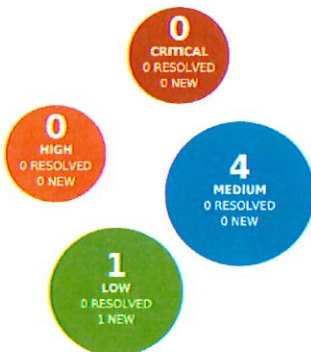 0
CRITICAL
0 RESOLVED
0 NEW
0
HIGH
0 RESOLVED
0 NEW
4
MEDIUM
0 RESOLVED
0 NEW
1
LOW
0 RESOLVED
1 NEW